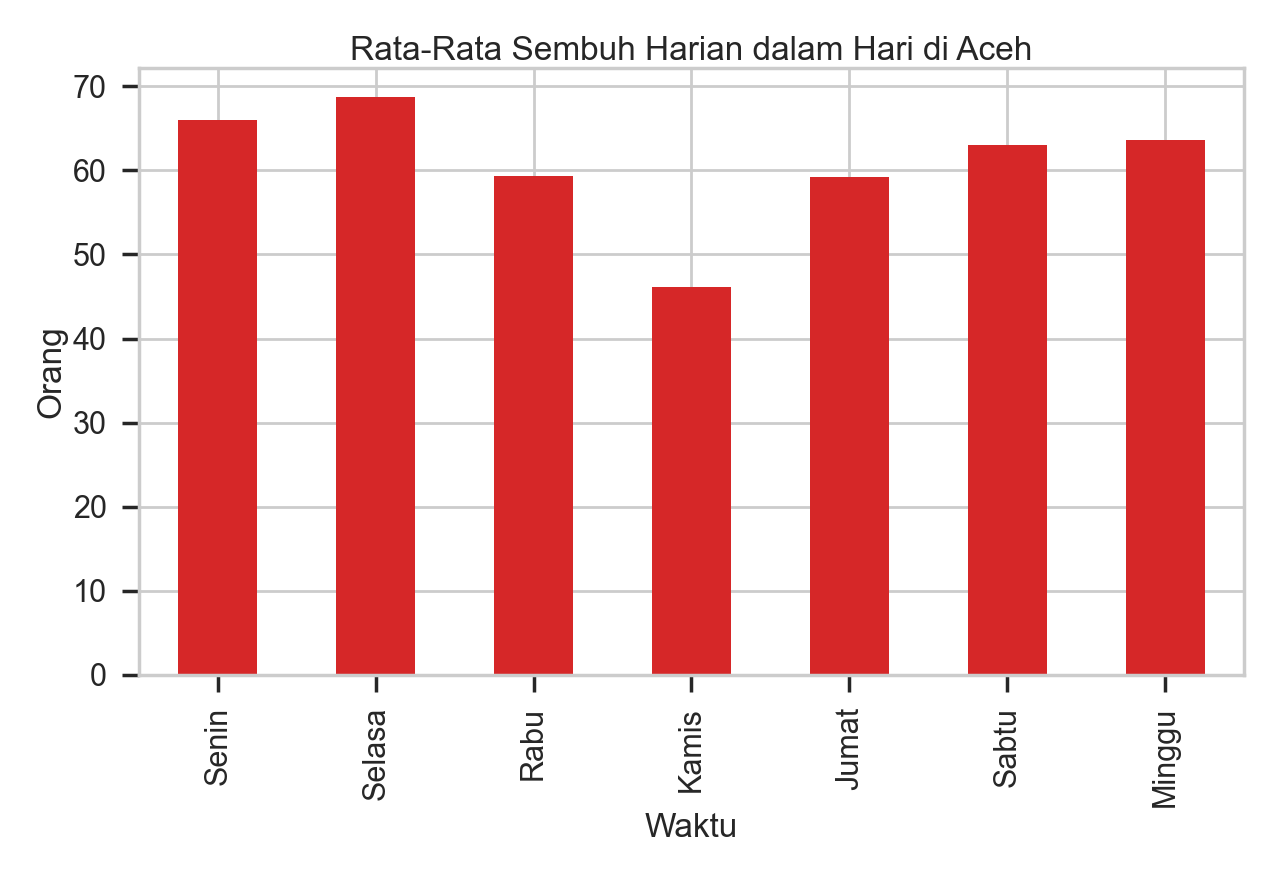 Rata-Rata Sembuh Harian dalam Hari di Aceh
70
60
50
40
30
20
10
0
Orang
Senin
Selasa
Rabu
Kamis
Jumat
Sabtu
Minggu
Waktu